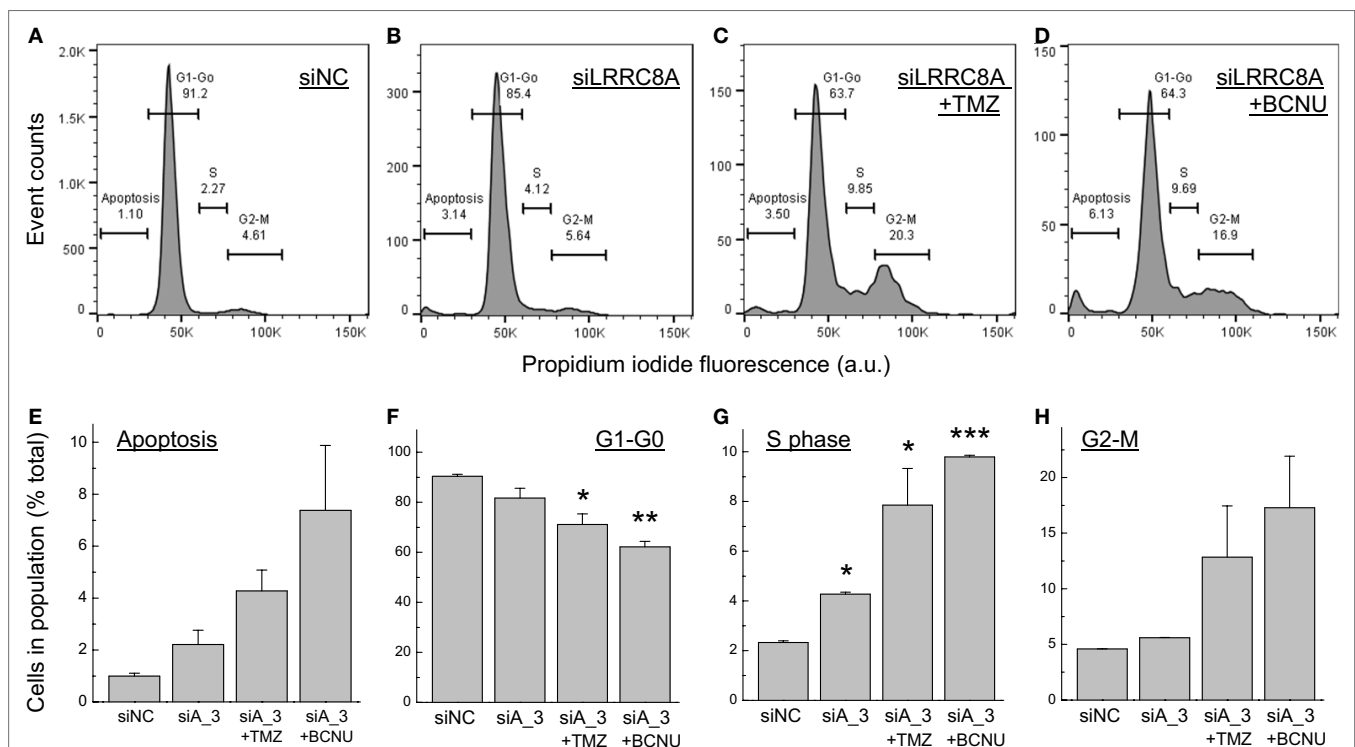 A
siNC
2.0K
1.5K
1.0K
500
0
G1-Go
91.2
S
2.27
Apoptosis
1.10
G2-M
4.61
0 50K 100K 150K
B
siLRRC8A
300
200
100
0
G1-Go
85.4
S
4.12
Apoptosis
3.14
G2-M
5.64
0 50K 100K 150K
C
siLRRC8A
+TMZ
150
100
50
0
G1-Go
63.7
S
9.85
Apoptosis
3.50
G2-M
20.3
0 50K 100K 150K
D
siLRRC8A
+BCNU
150
100
50
0
G1-Go
64.3
S
9.69
Apoptosis
6.13
G2-M
16.9
0 50K 100K 150K
Event counts
Propidium iodide fluorescence (a.u.)
Cells in population (% total)
E
Apoptosis
10
8
6
4
2
0
siNC siA_3 siA_3 siA_3
+TMZ +BCNU
F
G1-G0
100
80
60
40
20
0
*
**
siNC siA_3 siA_3 siA_3
+TMZ +BCNU
G
S phase
10
8
6
4
2
0
*
*
***
siNC siA_3 siA_3 siA_3
+TMZ +BCNU
H
G2-M
20
15
10
5
0
siNC siA_3 siA_3 siA_3
+TMZ +BCNU